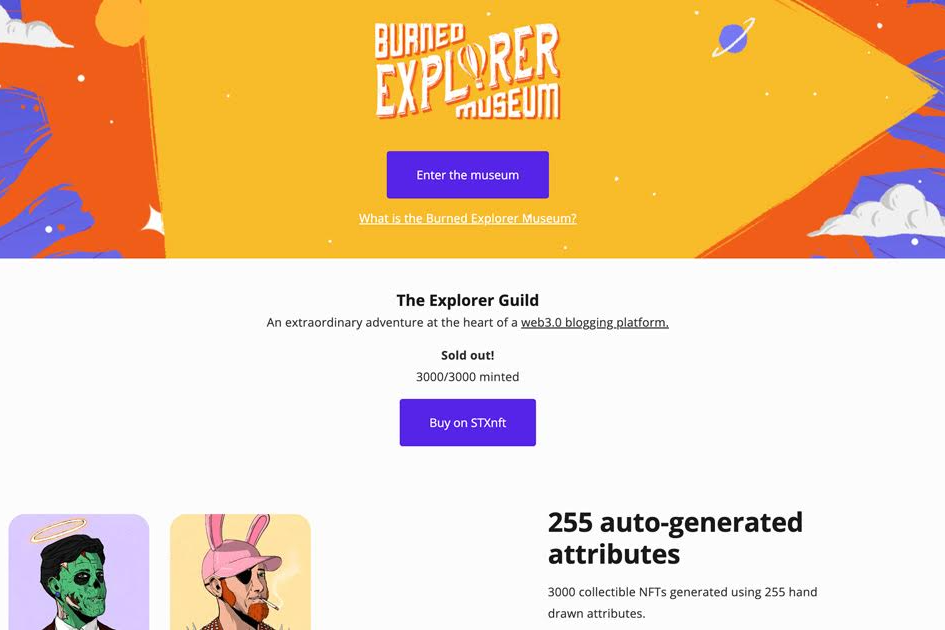 BURNED
EXPLORER
MUSEUM
Enter the museum
What is the Burned Explorer Museum?
The Explorer Guild
An extraordinary adventure at the heart of a web3.0 blogging platform.
Sold out!
3000/3000 minted
Buy on STXnft
255 auto-generated
attributes
3000 collectible NFTs generated using 255 hand
drawn attributes.